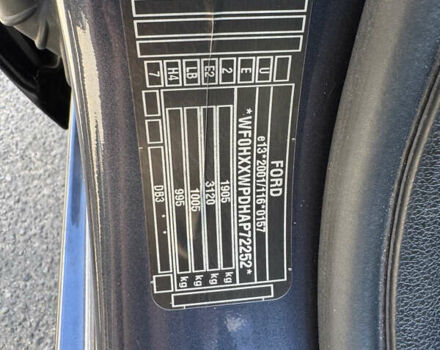 FORD
e13*2001/116*0157
*WF0HXXWPDHAP72252*
1905 kg
3120 kg
1005 kg
995 kg
DB3
U E 2 E2 LB H4 7